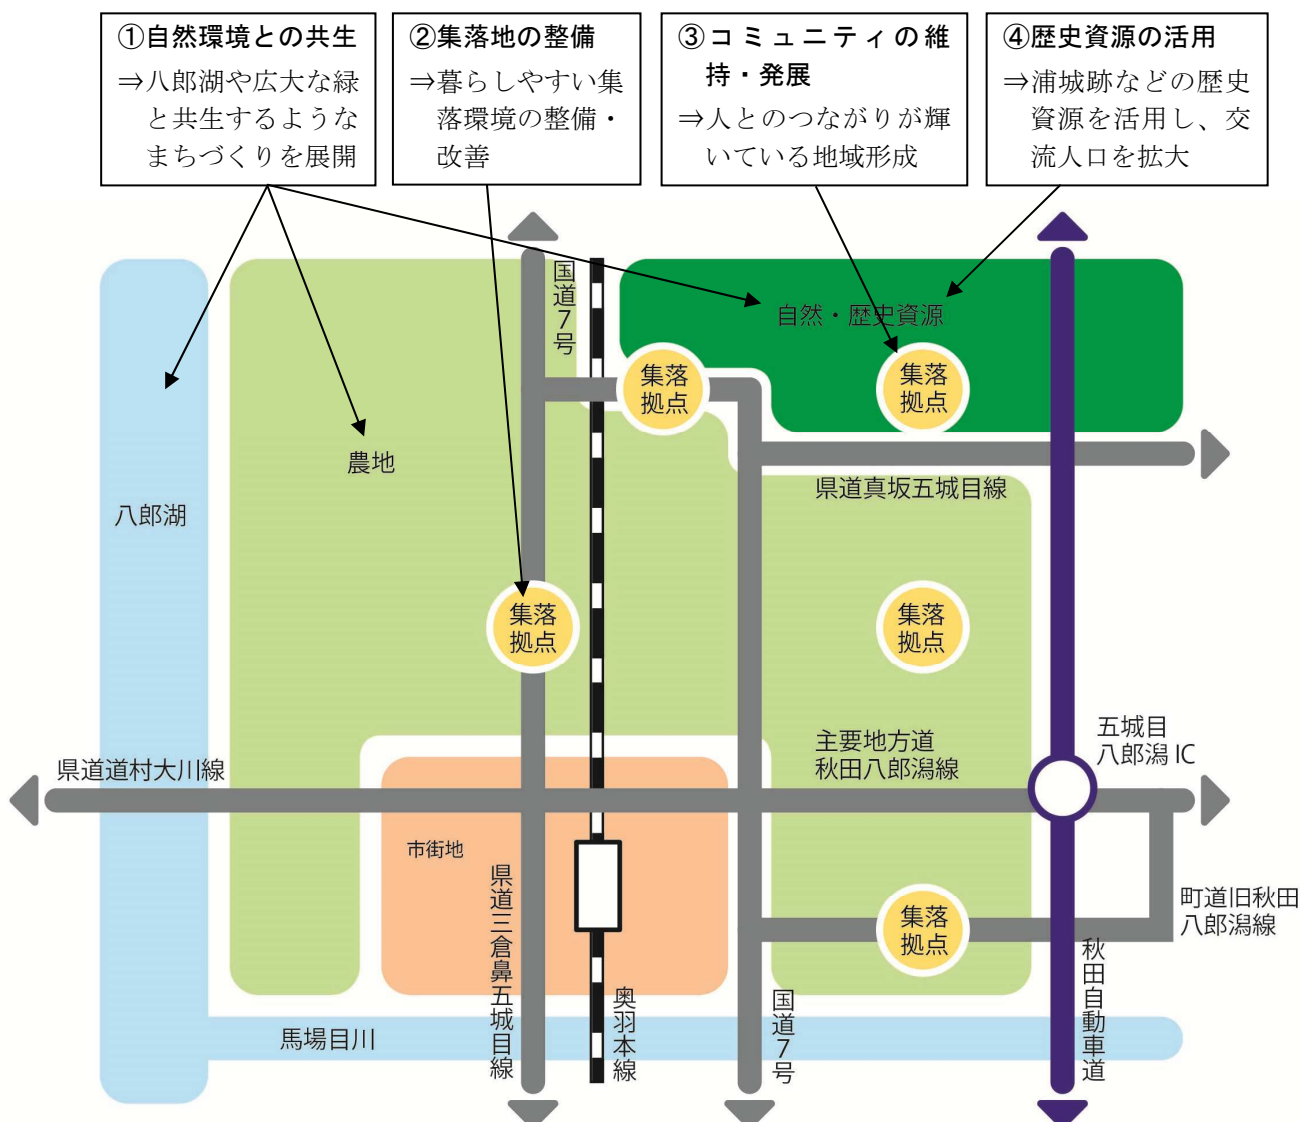 ①自然環境との共生
⇒八郎湖や広大な緑
と共生するような
まちづくりを展開
②集落地の整備
⇒暮らしやすい集
落環境の整備・
改善
③コミュニティの維
持・発展
⇒人とのつながりが輝
いている地域形成
④歴史資源の活用
⇒浦城跡などの歴史
資源を活用し、交
流人口を拡大
国道7号
自然・歴史資源
集落
拠点
集落
拠点
農地
県道真坂五城目線
八郎湖
集落
拠点
集落
拠点
五城目
八郎潟 IC
主要地方道
秋田八郎潟線
県道道村大川線
市街地
県道三倉鼻五城目線
集落
拠点
町道旧秋田
八郎潟線
秋田自動車道
奥羽本線
国道7号
馬場目川